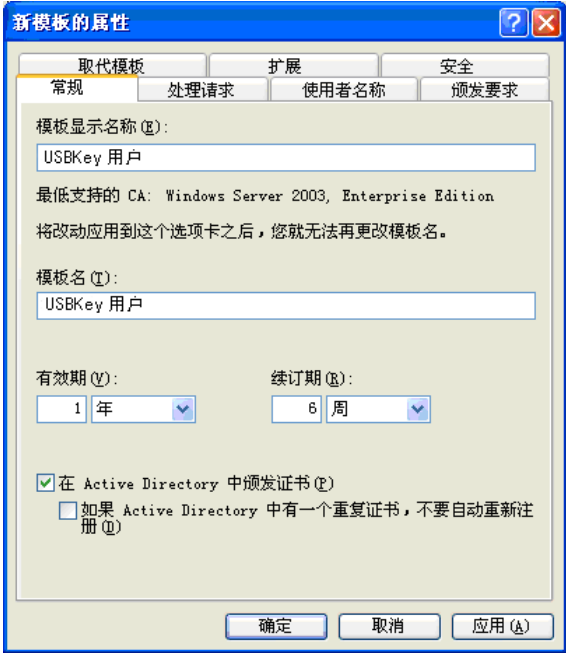 新模板的属性
取代模板 扩展 安全
常规 处理请求 使用者名称 颁发要求
模板显示名称(E):
USBKey 用户
最低支持的 CA: Windows Server 2003, Enterprise Edition
将改动应用到这个选项卡之后，您就无法再更改模板名。
模板名(T):
USBKey 用户
有效期(V): 续订期(R):
1 年 6 周
在 Active Directory 中颁发证书(P)
如果 Active Directory 中有一个重复证书，不要自动重新注
册(D)
确定 取消 应用(A)